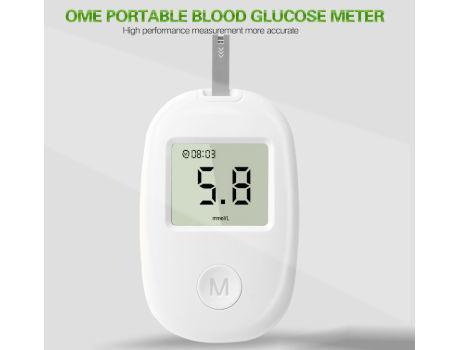 OME PORTABLE BLOOD GLUCOSE METER
High performance measurement more accurate
08:03
5.8
mmol/L
M